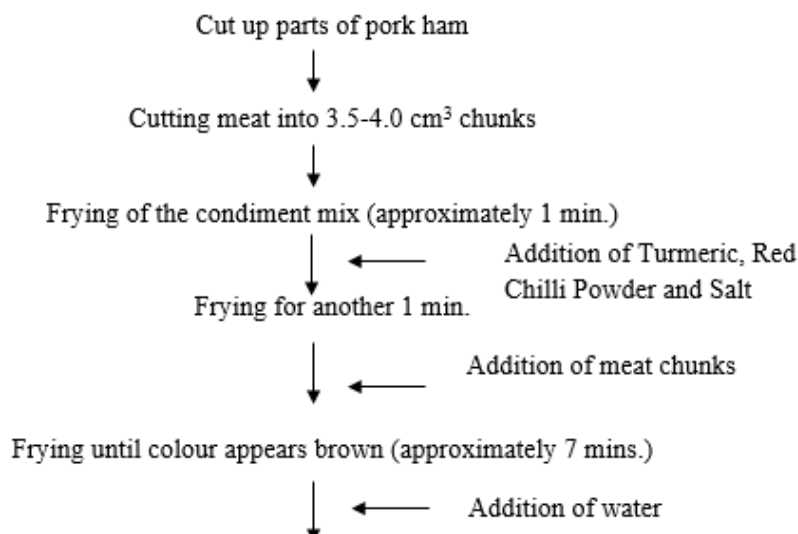 Cut up parts of pork ham
Cutting meat into 3.5-4.0 cm³ chunks
Frying of the condiment mix (approximately 1 min.)
Addition of Turmeric, Red
Chilli Powder and Salt
Frying for another 1 min.
Addition of meat chunks
Frying until colour appears brown (approximately 7 mins.)
Addition of water